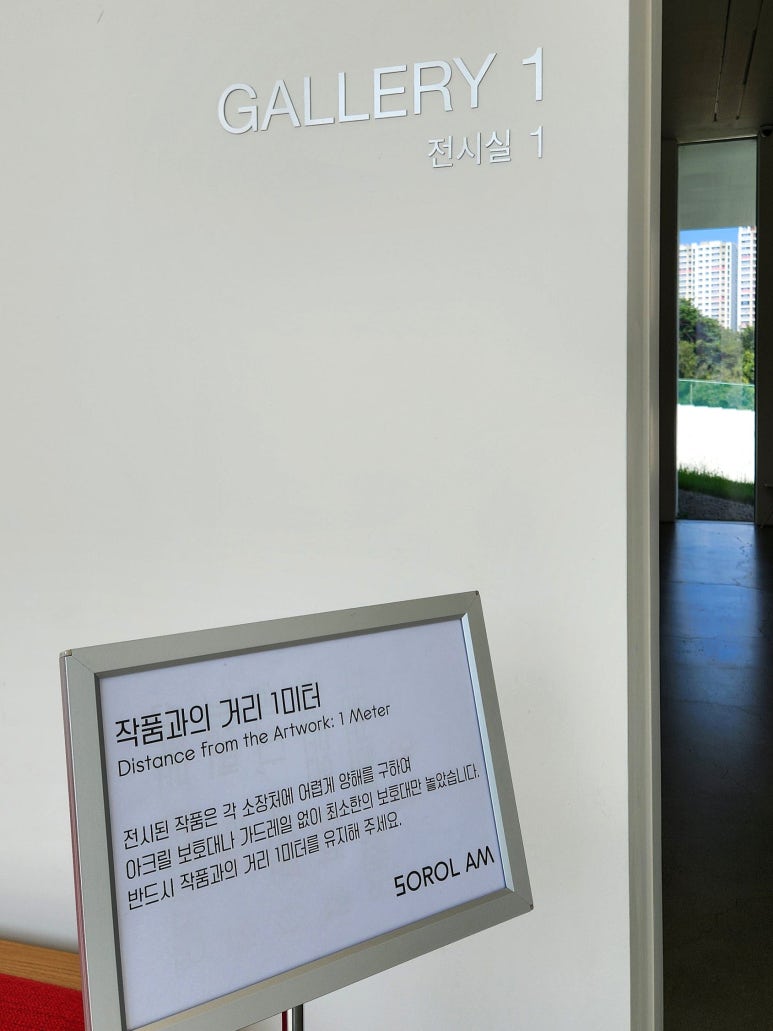 GALLERY 1
전시실 1
작품과의 거리 1미터
Distance from the Artwork: 1 Meter
전시된 작품은 각 소장처에 어렵게 양해를 구하여
아크릴 보호대나 가드레일 없이 최소한의 보호대만 놓았습니다.
반드시 작품과의 거리 1미터를 유지해 주세요.
SOROL AM